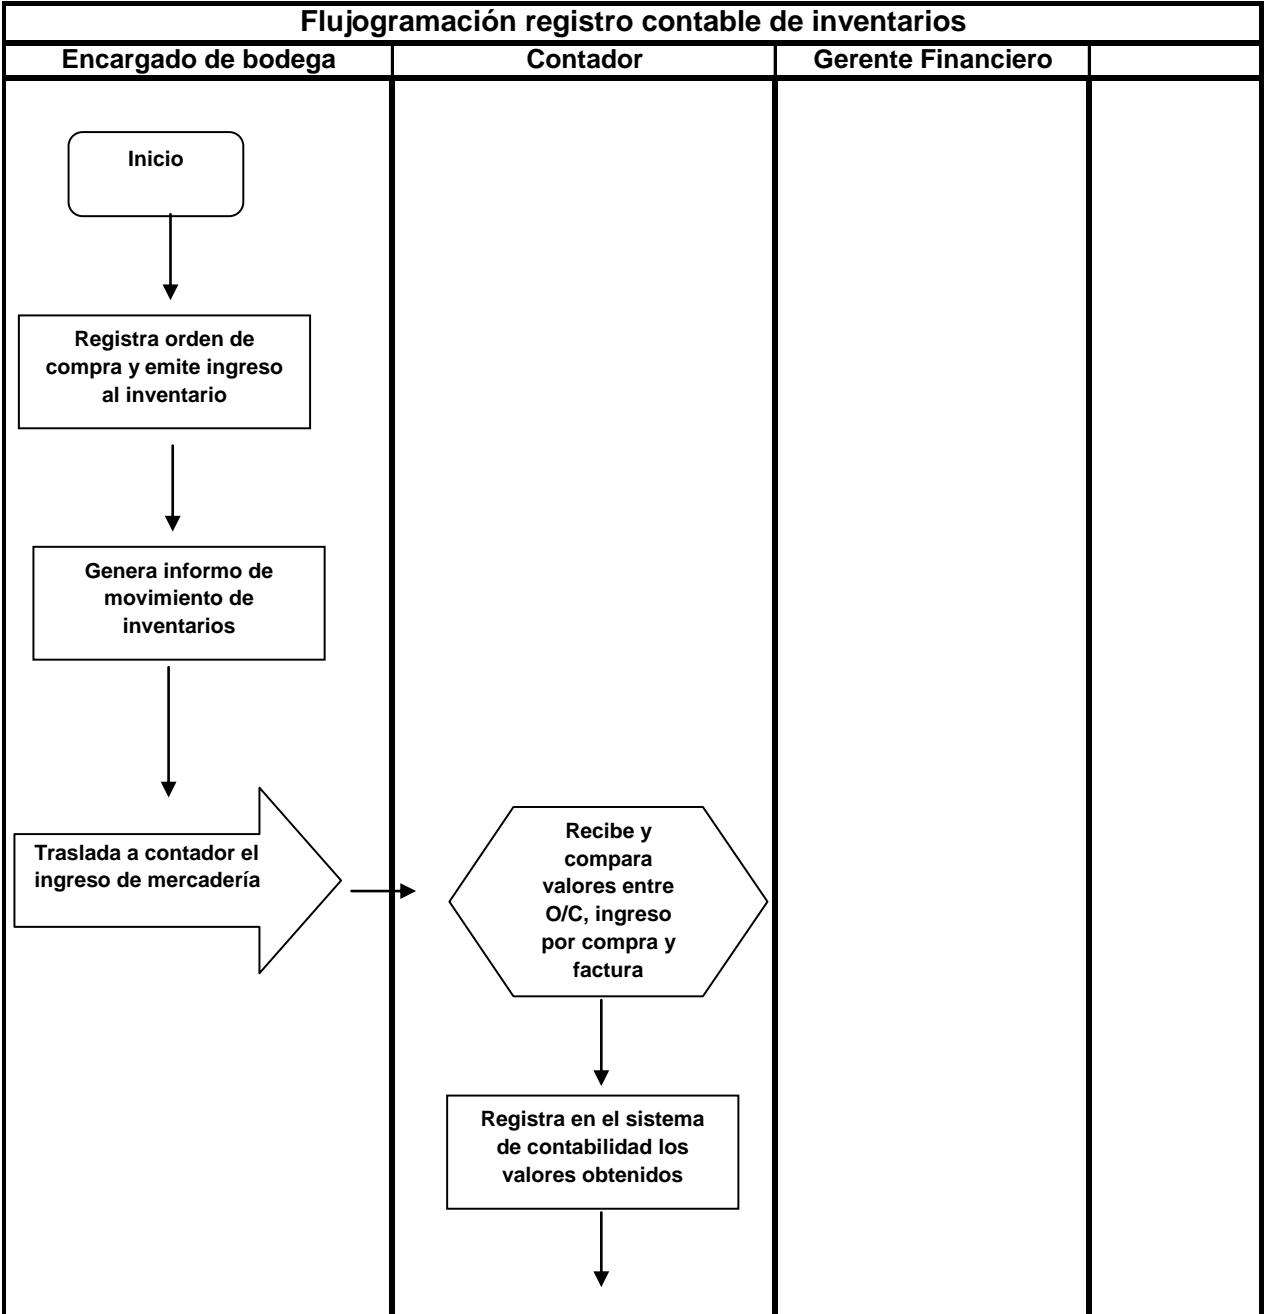 Flujogramación registro contable de inventarios
Encargado de bodega
Contador
Gerente Financiero
Inicio
Registra orden de
compra y emite ingreso
al inventario
Genera informo de
movimiento de
inventarios
Traslada a contador el
ingreso de mercadería
Recibe y
compara
valores entre
O/C, ingreso
por compra y
factura
Registra en el sistema
de contabilidad los
valores obtenidos